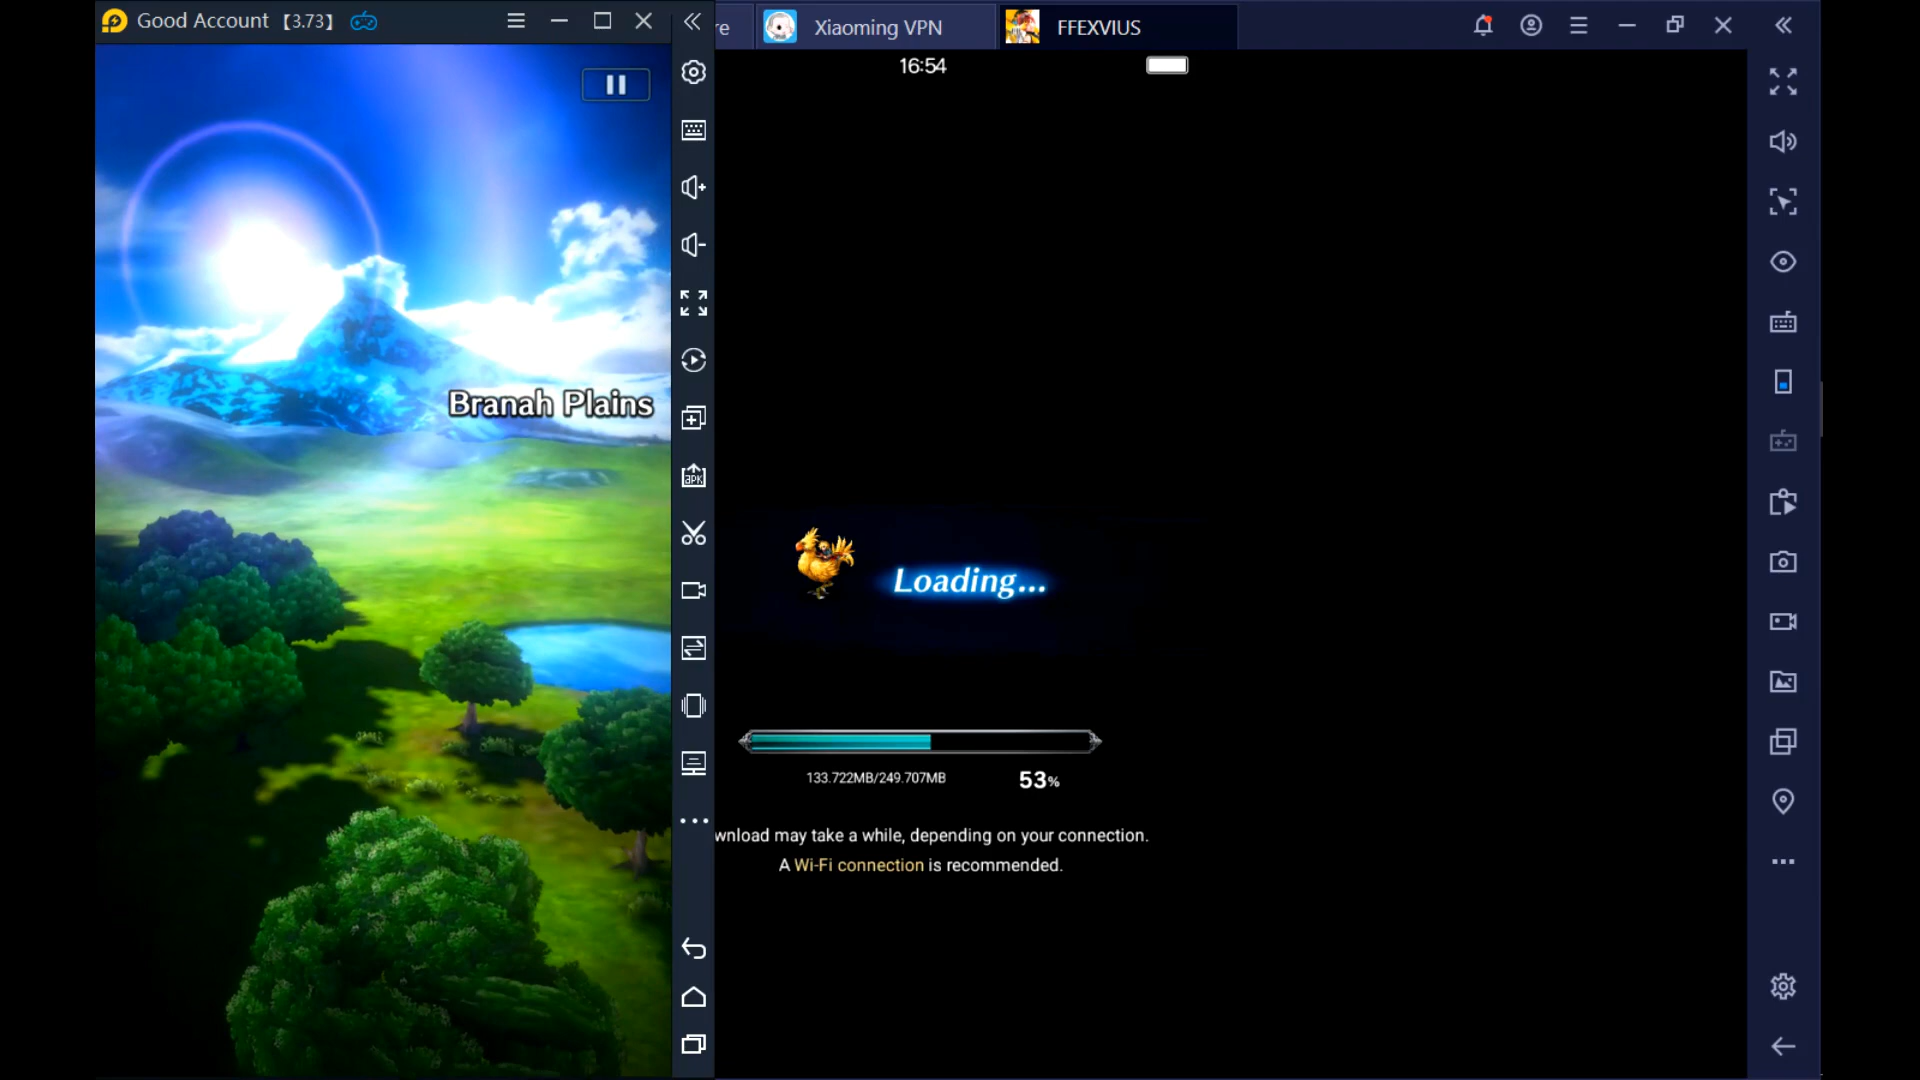 Good Account 【3.73】
re
Xiaoming VPN
FFEXVIUS
16:54
Branah Plains
APK
Loading...
133.722MB/249.707MB
53%
wnload may take a while, depending on your connection.
A Wi-Fi connection is recommended.